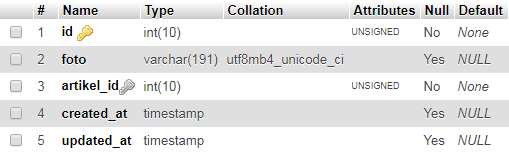 # Name Type Collation Attributes Null Default
1 id int(10) UNSIGNED No None
2 foto varchar(191) utf8mb4_unicode_ci Yes NULL
3 artikel_id int(10) UNSIGNED No None
4 created_at timestamp Yes NULL
5 updated_at timestamp Yes NULL